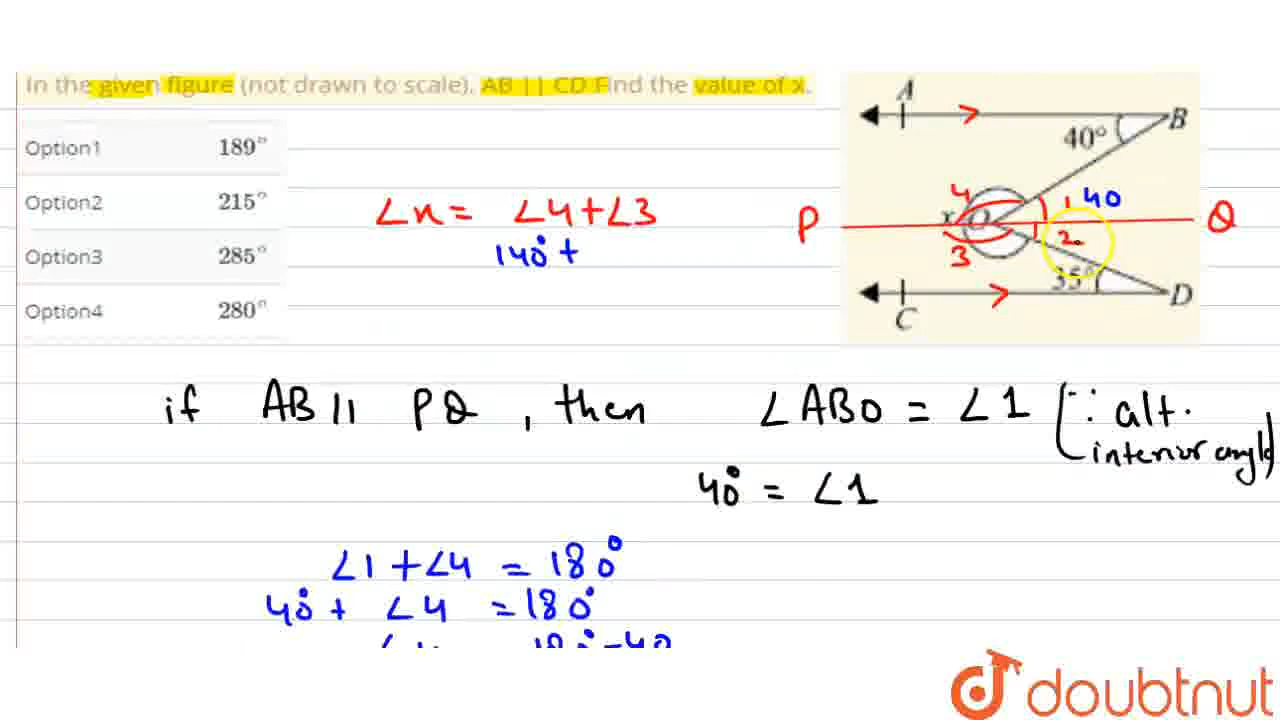 In the given figure (not drawn to scale), AB || CD Find the value of x.
Option1 189°
Option2 215°
Option3 285°
Option4 280°
∠x = ∠4 + ∠3
140° +
A
B
40°
4
1 40
P
x O
Q
2
3
35°
C
D
if AB || PQ, then ∠ABO = ∠1 (∵ alt.
interior angle)
40° = ∠1
∠1 + ∠4 = 180°
40° + ∠4 = 180°
180° - 40
doubtnut